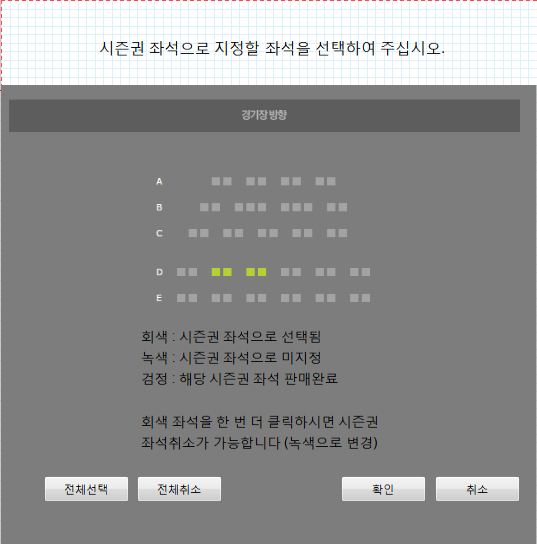 시즌권 좌석으로 지정할 좌석을 선택하여 주십시오.
경기장 방향
A
B
C
D
E
회색 : 시즌권 좌석으로 선택됨
녹색 : 시즌권 좌석으로 미지정
검정 : 해당 시즌권 좌석 판매완료
회색 좌석을 한 번 더 클릭하시면 시즌권
좌석취소가 가능합니다 (녹색으로 변경)
전체선택 전체취소 확인 취소